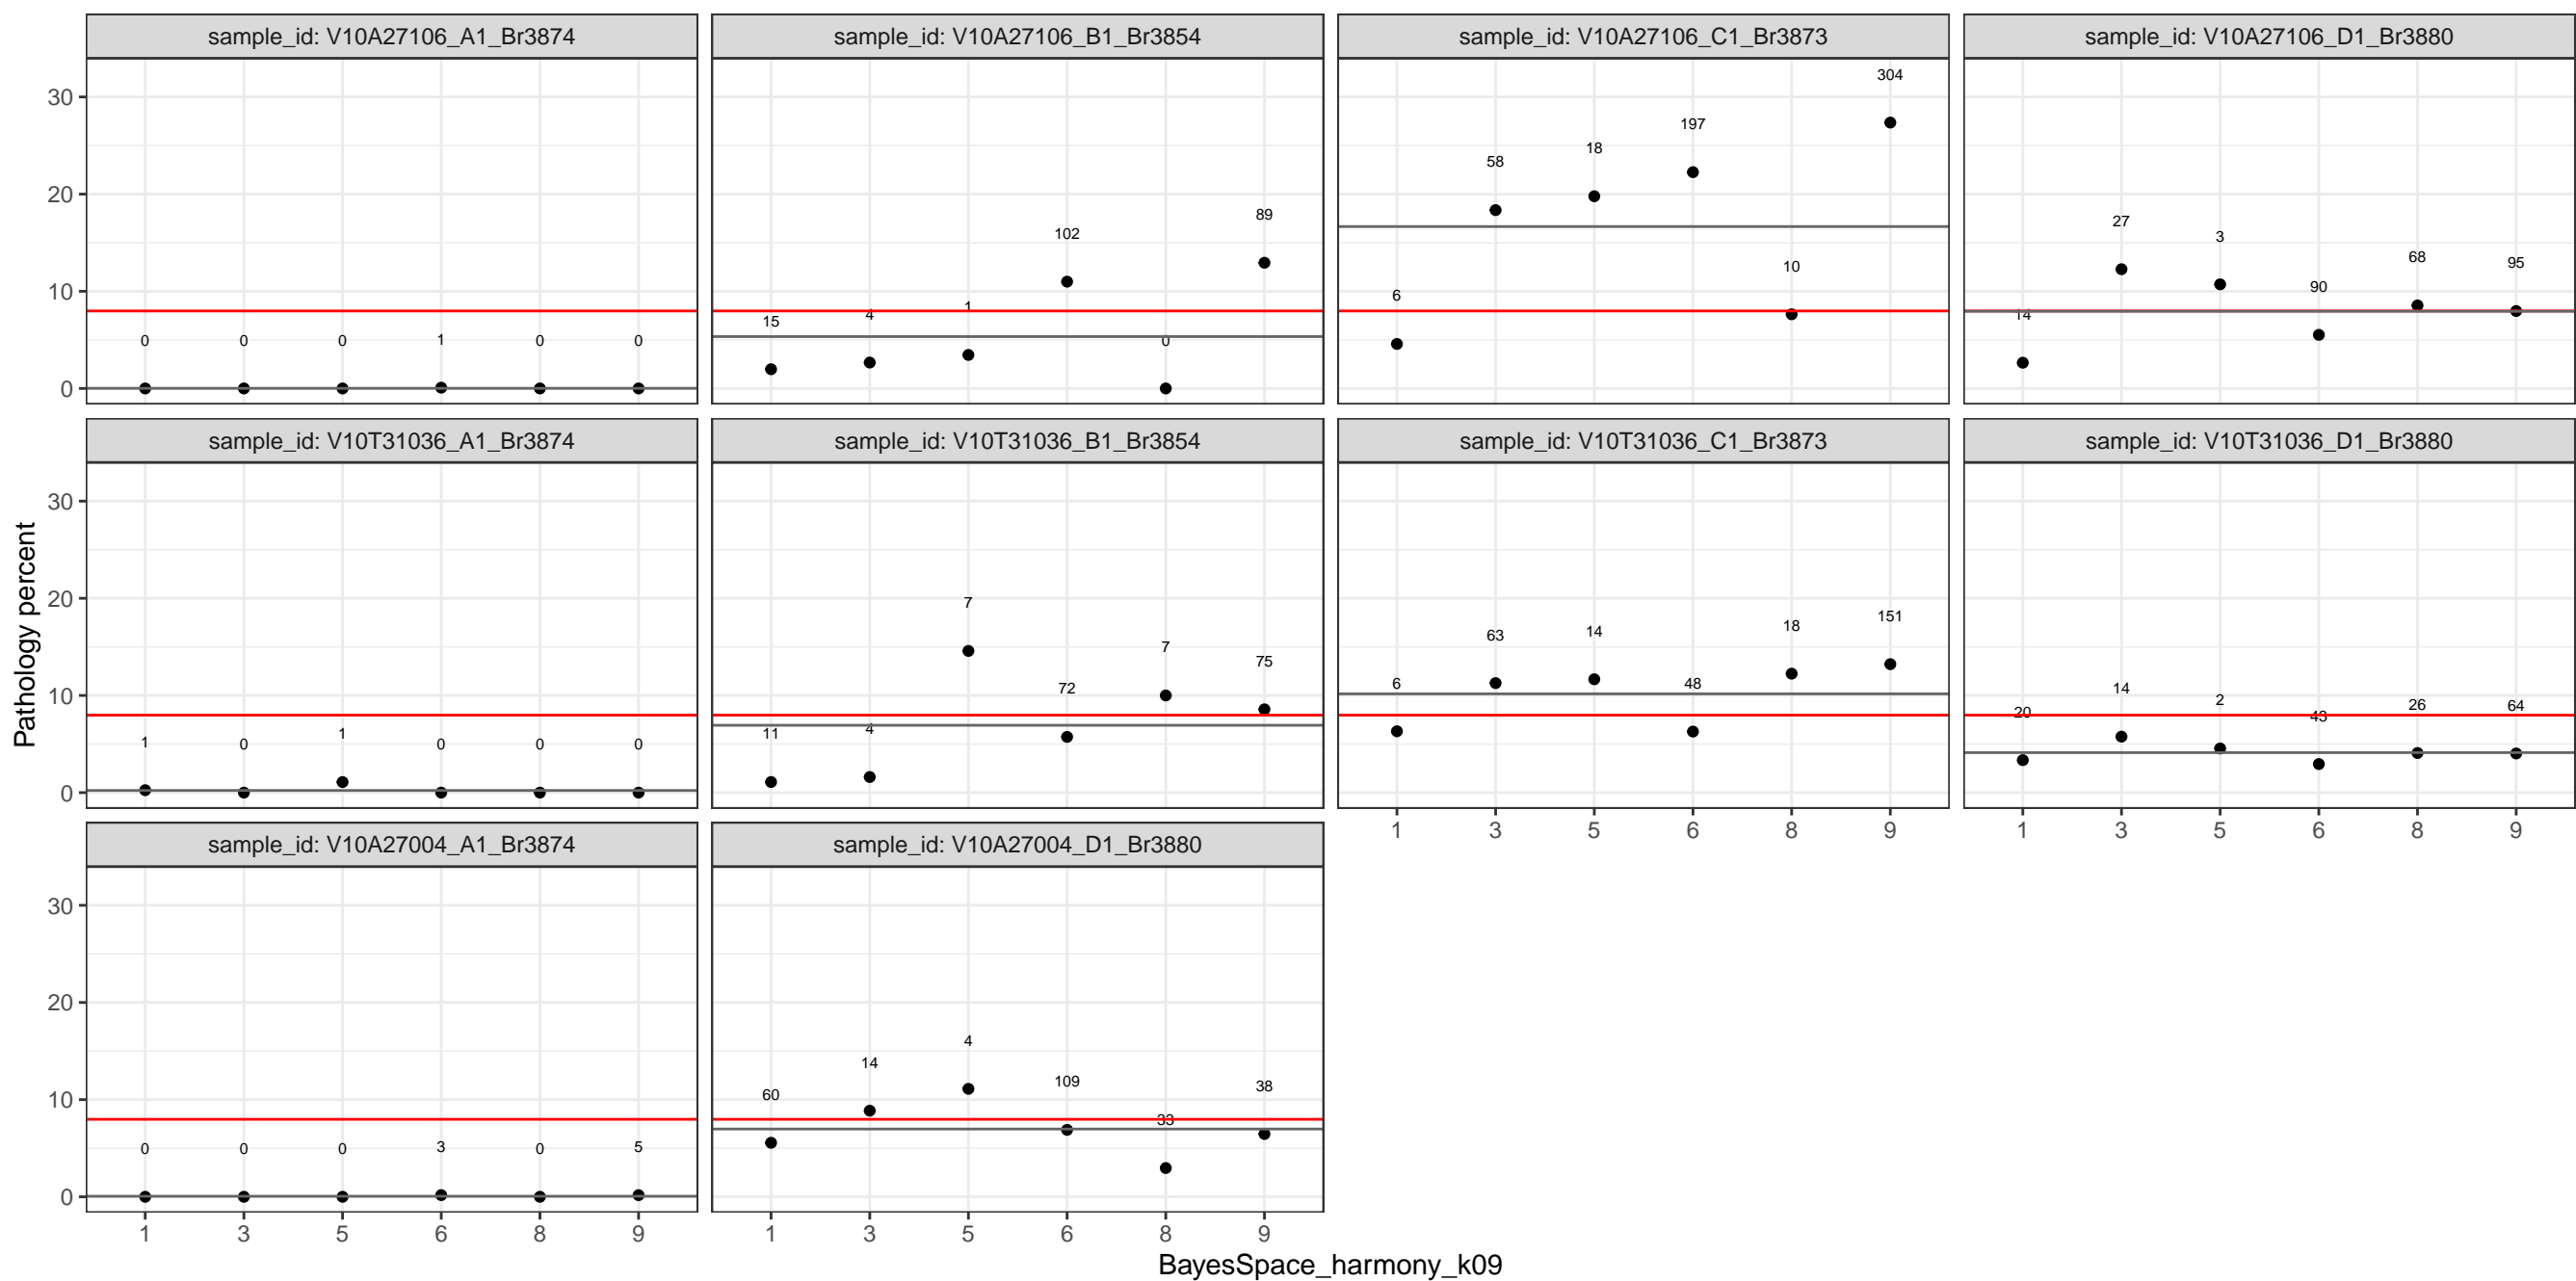 sample_id: V10A27106_A1_Br3874
sample_id: V10A27106_B1_Br3854
sample_id: V10A27106_C1_Br3873
sample_id: V10A27106_D1_Br3880
30
20
10
0
0 0 0 1 0 0
15 4 1 102 0 89
6 58 18 197 10 304
14 27 3 90 68 95
sample_id: V10T31036_A1_Br3874
sample_id: V10T31036_B1_Br3854
sample_id: V10T31036_C1_Br3873
sample_id: V10T31036_D1_Br3880
30
20
10
0
1 0 1 0 0 0
11 4 7 72 7 75
6 63 14 48 18 151
20 14 2 43 26 64
1 3 5 6 8 9
1 3 5 6 8 9
sample_id: V10A27004_A1_Br3874
sample_id: V10A27004_D1_Br3880
30
20
10
0
0 0 0 3 0 5
60 14 4 109 33 38
1 3 5 6 8 9
1 3 5 6 8 9
Pathology percent
BayesSpace_harmony_k09